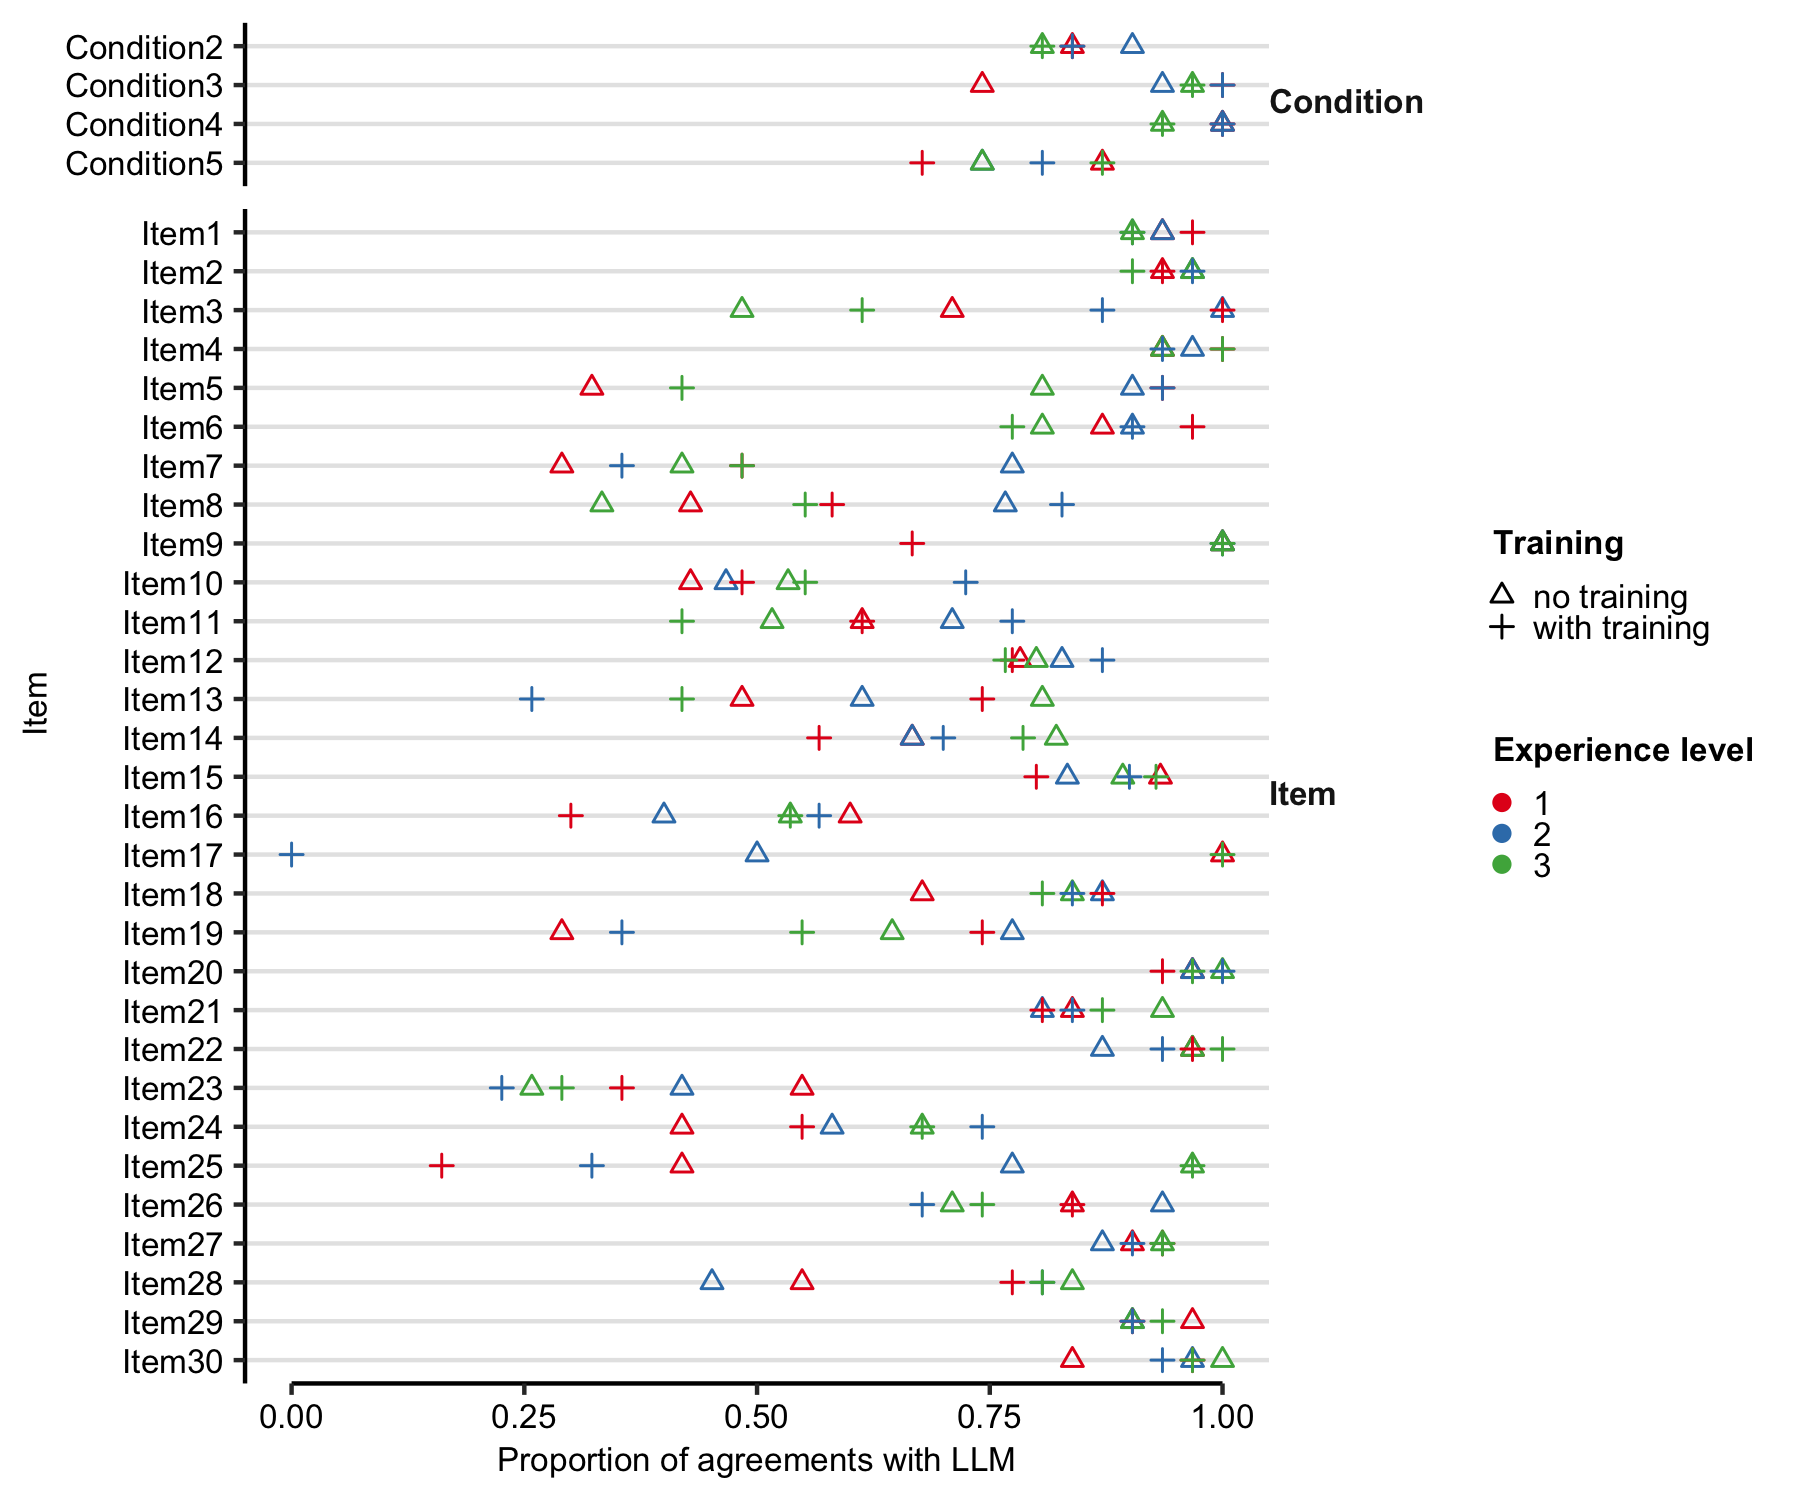 Condition2
Condition3
Condition4
Condition5
Condition
Item1
Item2
Item3
Item4
Item5
Item6
Item7
Item8
Item9
Item10
Item11
Item12
Item13
Item14
Item15
Item16
Item17
Item18
Item19
Item20
Item21
Item22
Item23
Item24
Item25
Item26
Item27
Item28
Item29
Item30
Item
Item
0.00 0.25 0.50 0.75 1.00
Proportion of agreements with LLM
Training
no training
with training
Experience level
1
2
3